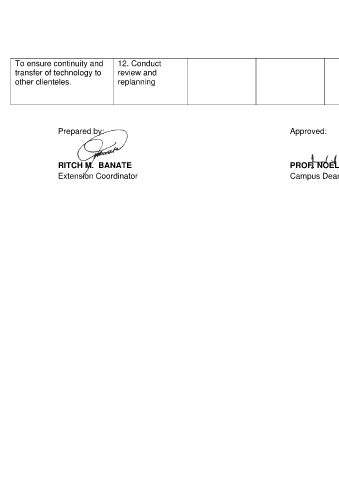 To ensure continuity and
transfer of technology to
other clienteles.
12. Conduct
review and
replanning
Prepared by:
Approved:
RITCH M. BANATE
PROF. NOEL
Extension Coordinator
Campus Dean